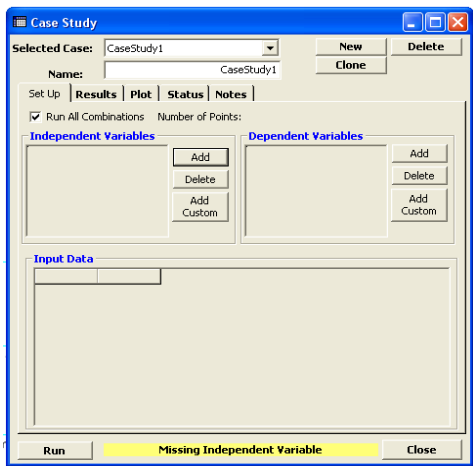 Case Study
Selected Case: CaseStudy1 New Delete
Name: CaseStudy1 Clone
Set Up Results Plot Status Notes
Run All Combinations Number of Points:
Independent Variables Dependent Variables
Add Add
Delete Delete
Add Custom Add Custom
Input Data
Run Missing Independent Variable Close